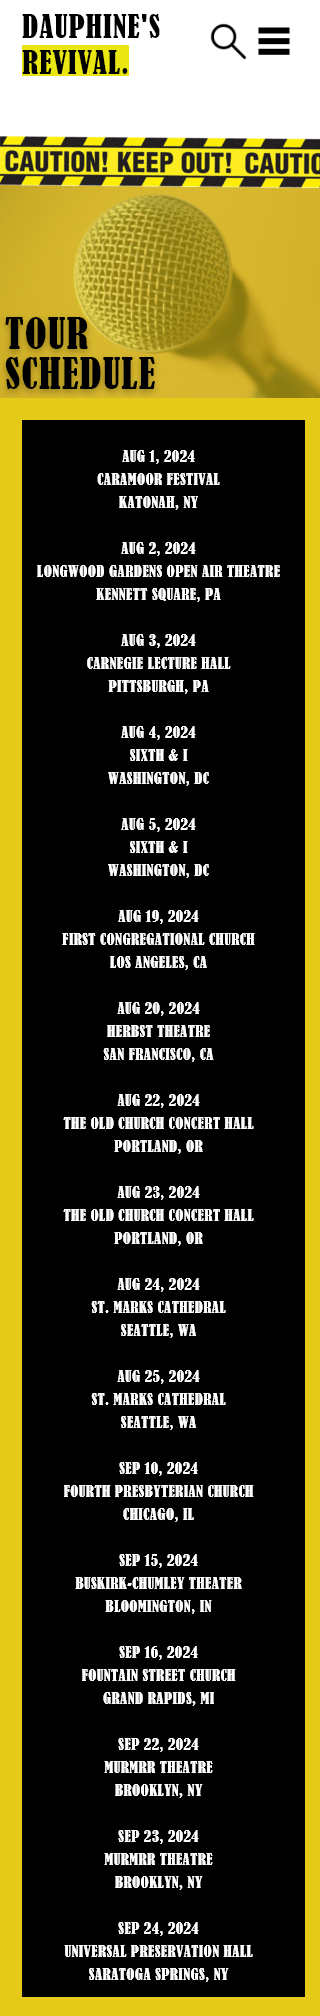 DAUPHINE'S
REVIVAL.
CAUTION! KEEP OUT! CAUTIO
TOUR
SCHEDULE
AUG 1, 2024
CARAMOOR FESTIVAL
KATONAH, NY
AUG 2, 2024
LONGWOOD GARDENS OPEN AIR THEATRE
KENNETT SQUARE, PA
AUG 3, 2024
CARNEGIE LECTURE HALL
PITTSBURGH, PA
AUG 4, 2024
SIXTH & I
WASHINGTON, DC
AUG 5, 2024
SIXTH & I
WASHINGTON, DC
AUG 19, 2024
FIRST CONGREGATIONAL CHURCH
LOS ANGELES, CA
AUG 20, 2024
HERBST THEATRE
SAN FRANCISCO, CA
AUG 22, 2024
THE OLD CHURCH CONCERT HALL
PORTLAND, OR
AUG 23, 2024
THE OLD CHURCH CONCERT HALL
PORTLAND, OR
AUG 24, 2024
ST. MARKS CATHEDRAL
SEATTLE, WA
AUG 25, 2024
ST. MARKS CATHEDRAL
SEATTLE, WA
SEP 10, 2024
FOURTH PRESBYTERIAN CHURCH
CHICAGO, IL
SEP 15, 2024
BUSKIRK-CHUMLEY THEATER
BLOOMINGTON, IN
SEP 16, 2024
FOUNTAIN STREET CHURCH
GRAND RAPIDS, MI
SEP 22, 2024
MURMRR THEATRE
BROOKLYN, NY
SEP 23, 2024
MURMRR THEATRE
BROOKLYN, NY
SEP 24, 2024
UNIVERSAL PRESERVATION HALL
SARATOGA SPRINGS, NY